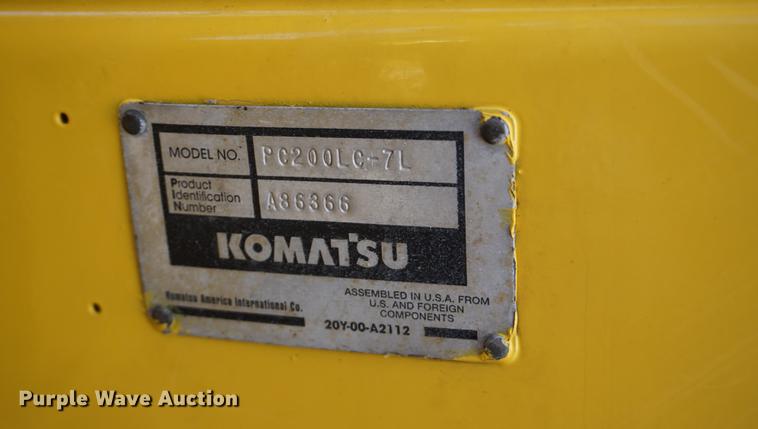 MODEL NO. PC200LC-7L
Product
Identification
Number
A86366
KOMATSU
Komatsu America International Co.
ASSEMBLED IN U.S.A. FROM
U.S. AND FOREIGN
COMPONENTS
20Y-00-A2112
Purple Wave Auction